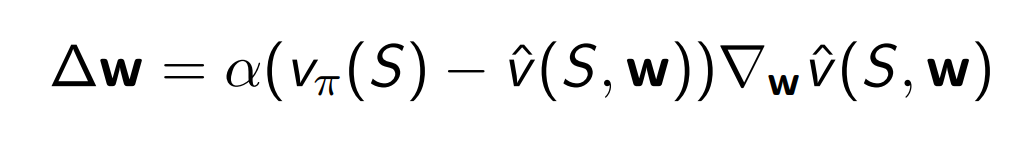 Δw = α(v_π(S) − v̂(S, w))∇_w v̂(S, w)